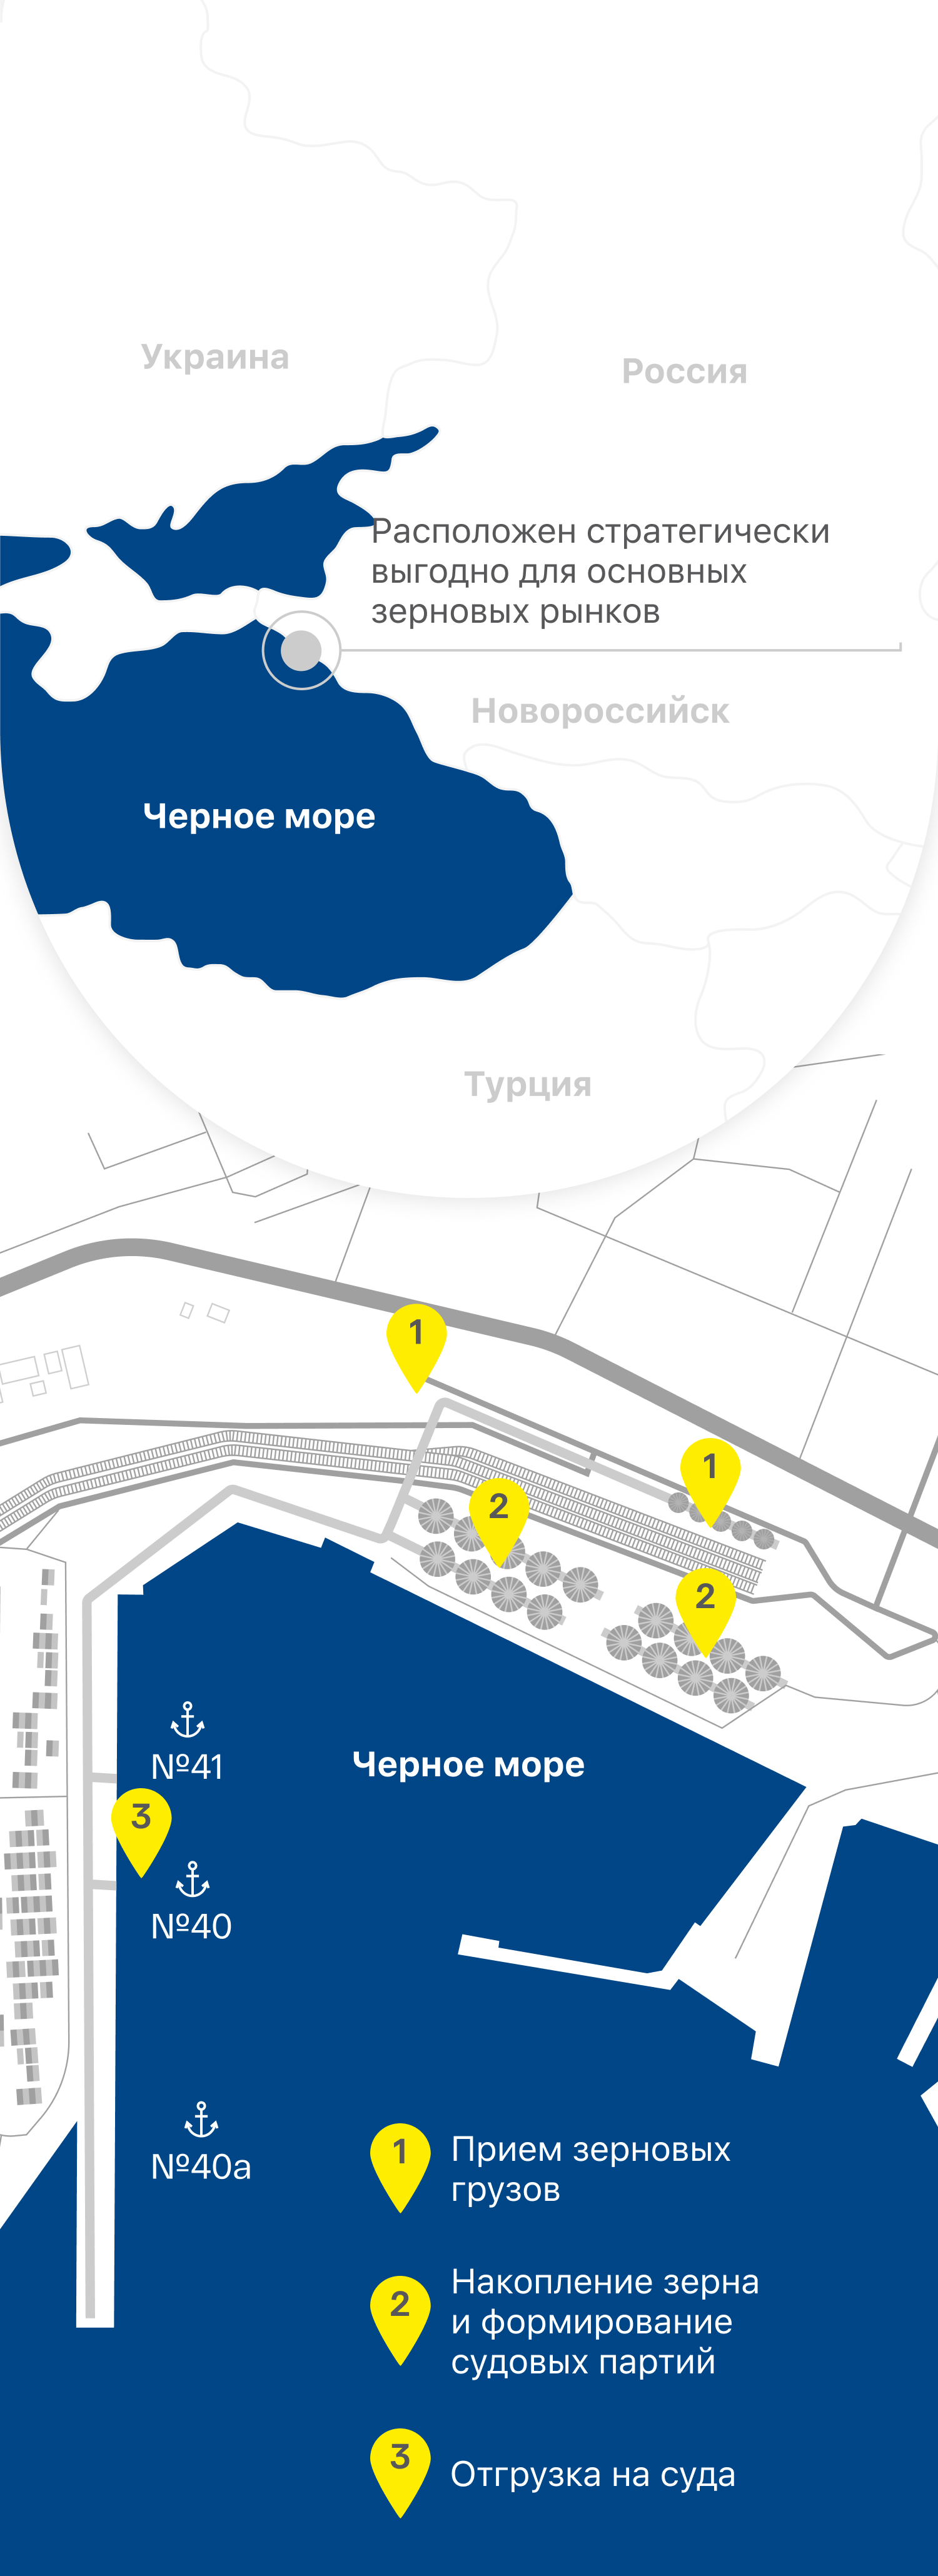 Украина
Россия
Расположен стратегически
выгодно для основных
зерновых рынков
Новороссийск
Черное море
Турция
1
1
2
2
№41
Черное море
3
№40
№40а
1
Прием зерновых
грузов
2
Накопление зерна
и формирование
судовых партий
3
Отгрузка на суда